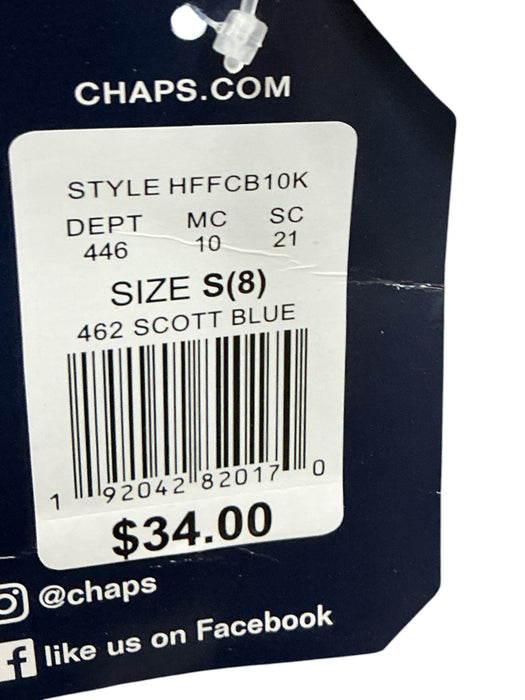 CHAPS.COM
STYLE HFFCB10K
DEPT MC SC
446 10 21
SIZE S(8)
462 SCOTT BLUE
1 92042 82017 0
$34.00
@chaps
like us on Facebook